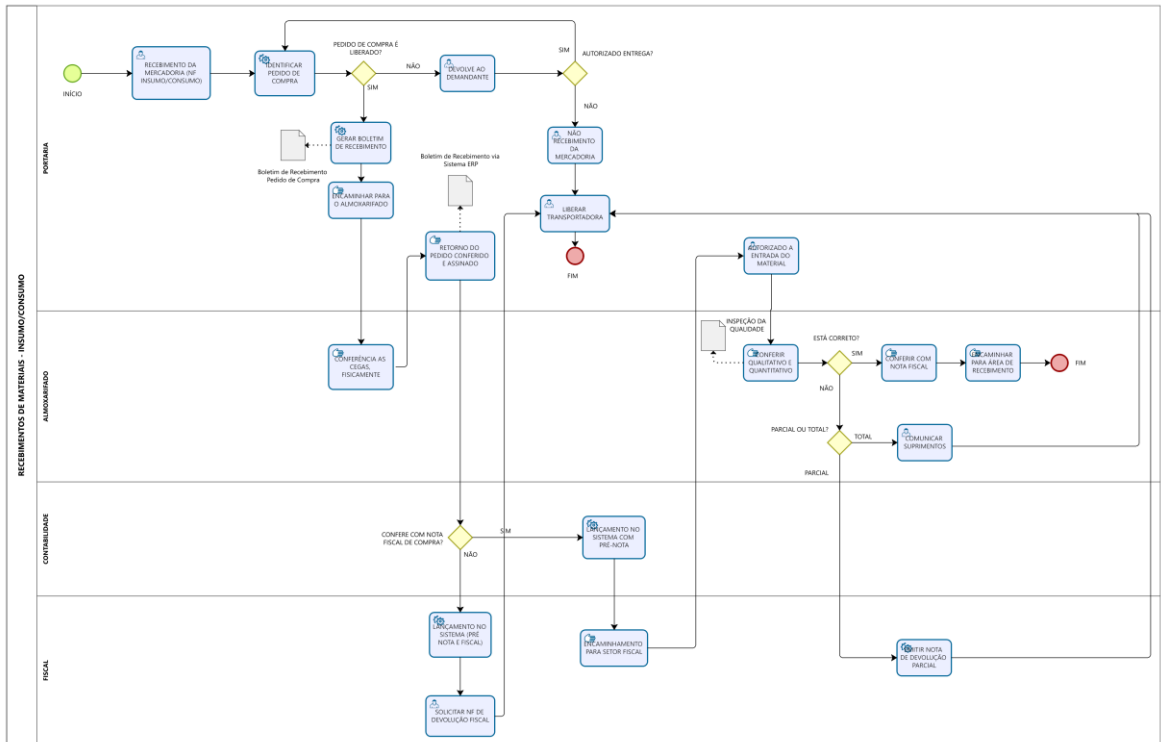 RECEBIMENTOS DE MATERIAIS - INSUMO/CONSUMO
PORTARIA
INÍCIO
RECEBIMENTO DA
MERCADORIA (NF
INSUMO/CONSUMO)
IDENTIFICAR
PEDIDO DE
COMPRA
PEDIDO DE COMPRA É
LIBERADO?
NÃO
SIM
DEVOLVE AO
DEMANDANTE
SIM
AUTORIZADO ENTREGA?
NÃO
GERAR BOLETIM
DE RECEBIMENTO
Boletim de Recebimento
Pedido de Compra
ENCAMINHAR PARA
O ALMOXARIFADO
Boletim de Recebimento via
Sistema ERP
RETORNO DO
PEDIDO CONFERIDO
E ASSINADO
NÃO
RECEBIMENTO
DA
MERCADORIA
LIBERAR
TRANSPORTADORA
FIM
AUTORIZADO A
ENTRADA DO
MATERIAL
ALMOXARIFADO
CONFERÊNCIA AS
CEGAS,
FISICAMENTE
INSPEÇÃO DA
QUALIDADE
CONFERIR
QUALITATIVO E
QUANTITATIVO
ESTÁ CORRETO?
SIM
NÃO
CONFERIR COM
NOTA FISCAL
ENCAMINHAR
PARA ÁREA DE
RECEBIMENTO
FIM
PARCIAL OU TOTAL?
TOTAL
PARCIAL
COMUNICAR
SUPRIMENTOS
CONTABILIDADE
CONFERE COM NOTA
FISCAL DE COMPRA?
SIM
NÃO
LANÇAMENTO NO
SISTEMA COM
PRÉ-NOTA
FISCAL
LANÇAMENTO NO
SISTEMA (PRÉ
NOTA E FISCAL)
SOLICITAR NF DE
DEVOLUÇÃO FISCAL
ENCAMINHAMENTO
PARA SETOR FISCAL
EMITIR NOTA
DE DEVOLUÇÃO
PARCIAL